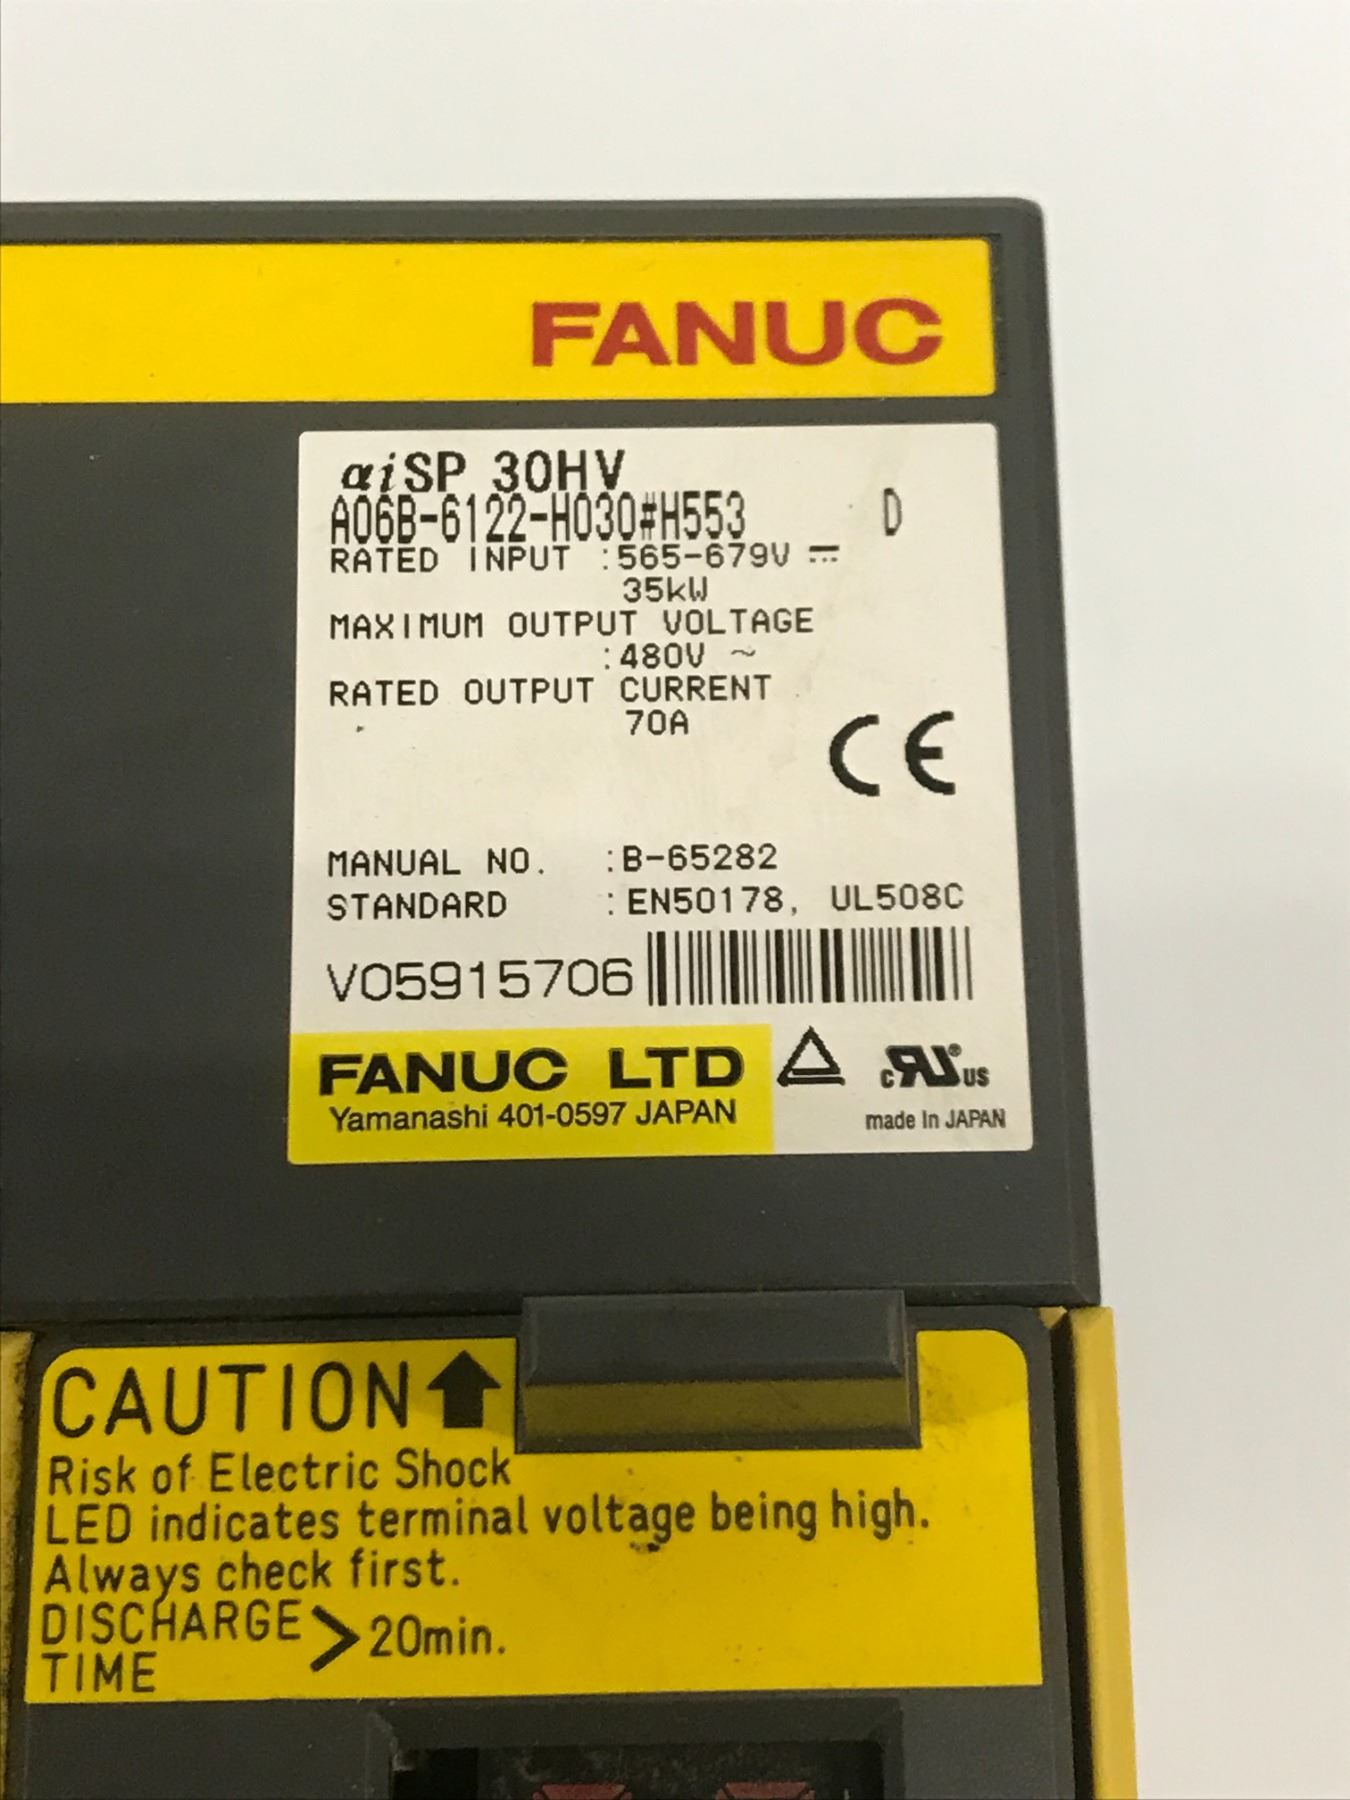 FANUC
αiSP 30HV
A06B-6122-H030#H553 D
RATED INPUT :565-679V ⎓
35kW
MAXIMUM OUTPUT VOLTAGE
:480V ~
RATED OUTPUT CURRENT
70A
CE
MANUAL NO. :B-65282
STANDARD :EN50178, UL508C
V05915706
FANUC LTD
Yamanashi 401-0597 JAPAN
c RU ® US
made In JAPAN
CAUTION
Risk of Electric Shock
LED indicates terminal voltage being high.
Always check first.
DISCHARGE > 20min.
TIME